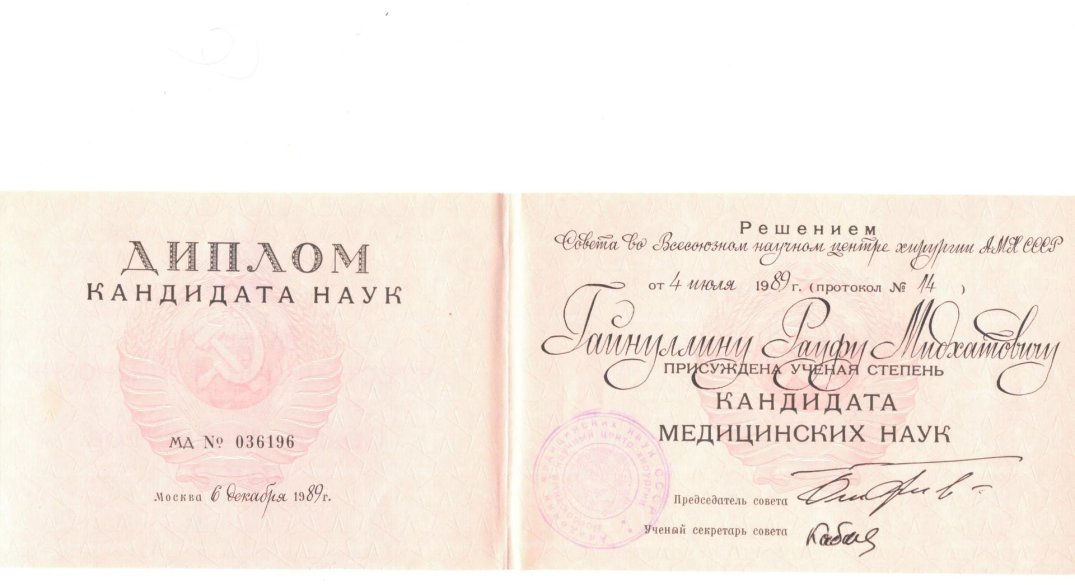 ДИПЛОМ
КАНДИДАТА НАУК
МД № 036196
Москва 6 декабря 1989г.
Решением
Совета во Всесоюзном научном центре хирургии АМН СССР
от 4 июля 1989 г. (протокол № 14 )
Гайнуллину Рауфу Мидхатовичу
ПРИСУЖДЕНА УЧЕНАЯ СТЕПЕНЬ
КАНДИДАТА
МЕДИЦИНСКИХ НАУК
Председатель совета
Ученый секретарь совета